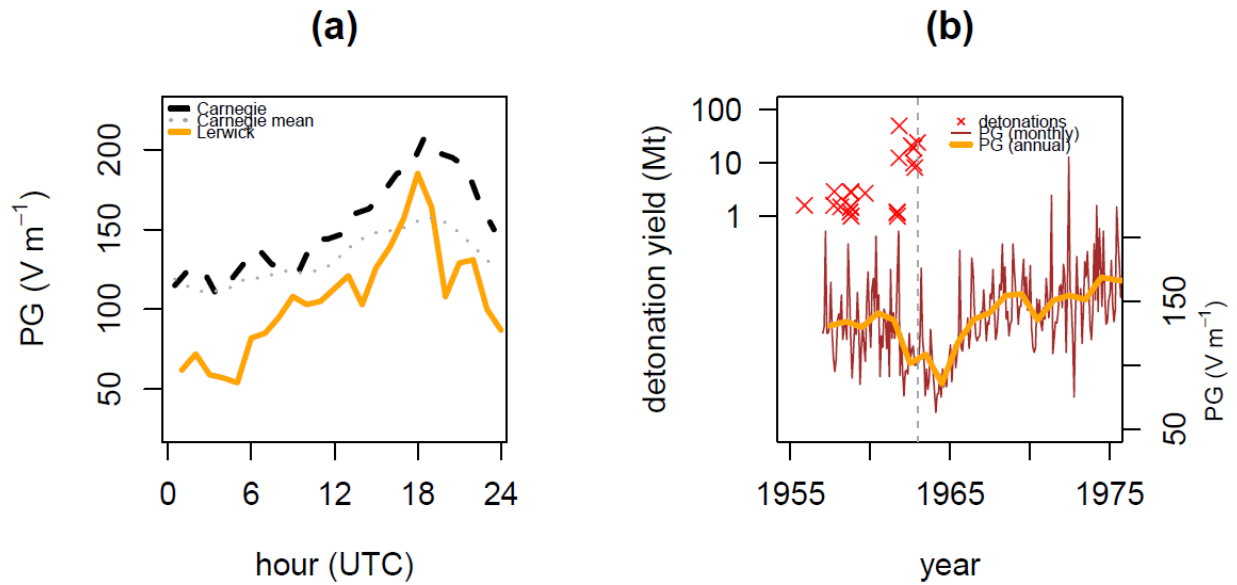 (a)
Carnegie
Carnegie mean
Lerwick
PG (V m⁻¹)
200
150
100
50
0 6 12 18 24
hour (UTC)
(b)
detonations
PG (monthly)
PG (annual)
detonation yield (Mt)
100
10
1
150
50
PG (V m⁻¹)
1955 1965 1975
year